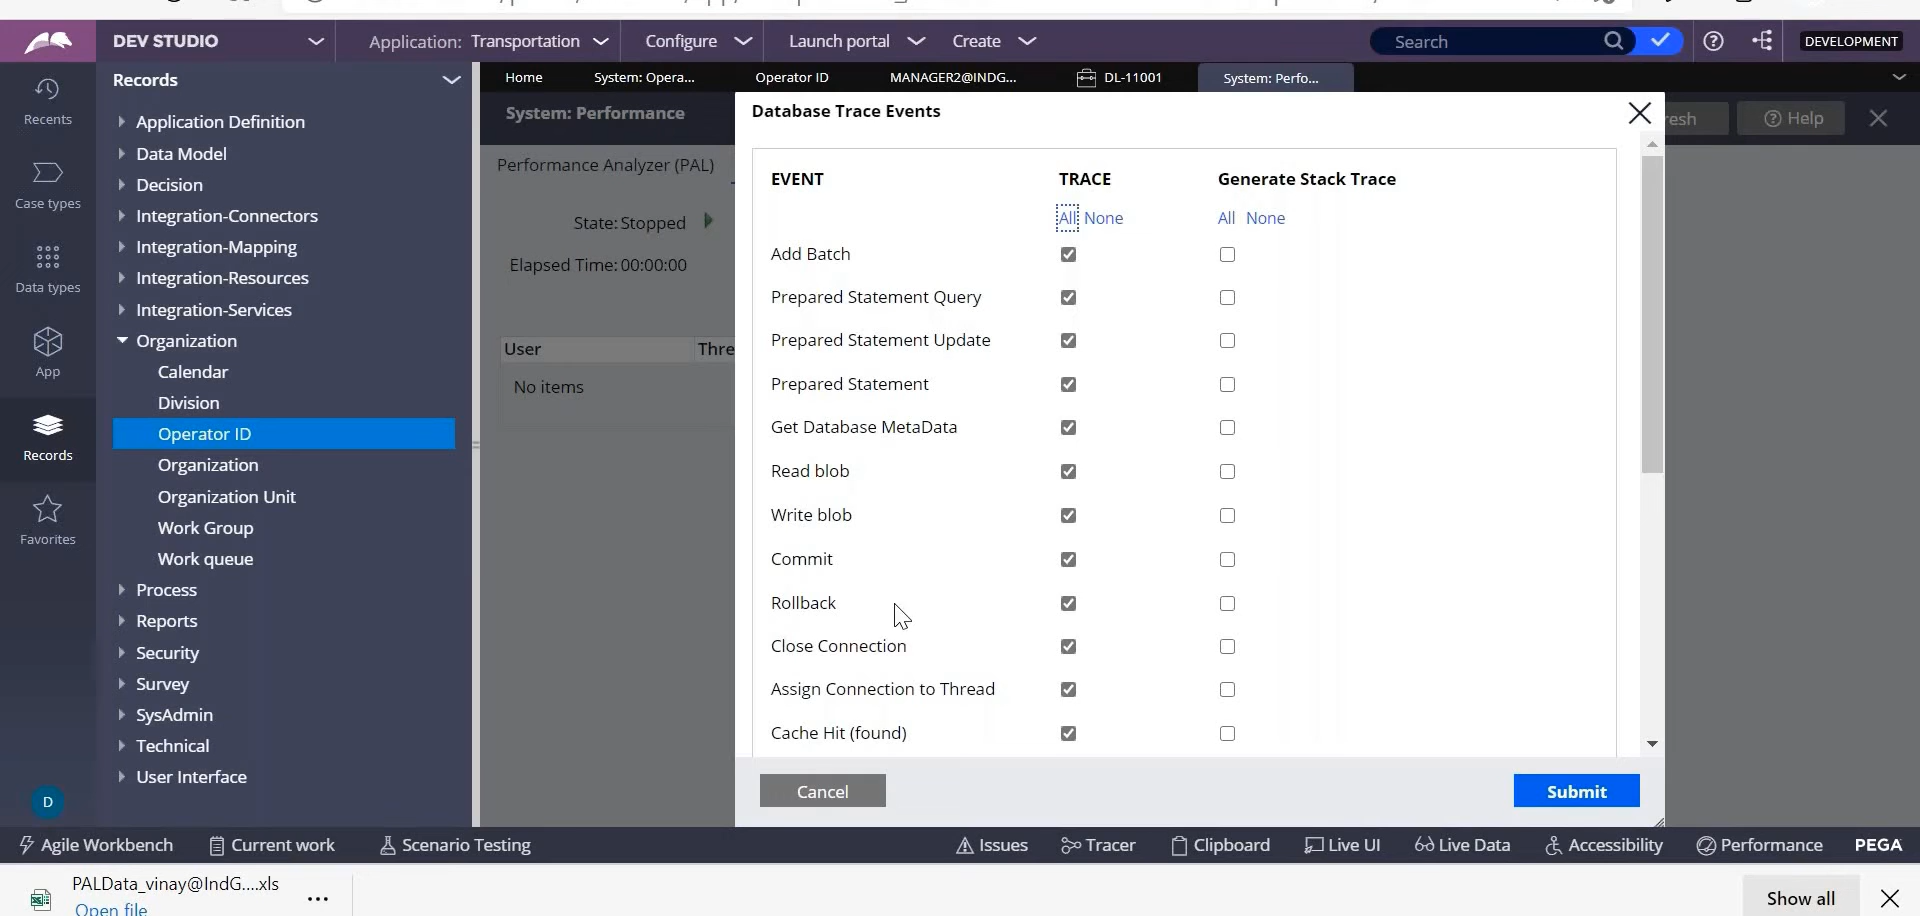 DEV STUDIO
Application: Transportation
Configure
Launch portal
Create
Search
DEVELOPMENT
Recents
Case types
Data types
App
Records
Favorites
D
Records
Application Definition
Data Model
Decision
Integration-Connectors
Integration-Mapping
Integration-Resources
Integration-Services
Organization
Calendar
Division
Operator ID
Organization
Organization Unit
Work Group
Work queue
Process
Reports
Security
Survey
SysAdmin
Technical
User Interface
Home
System: Opera...
Operator ID
MANAGER2@INDG...
DL-11001
System: Perfo...
System: Performance
resh
Help
Performance Analyzer (PAL)
State: Stopped
Elapsed Time: 00:00:00
User
Thre
No items
Database Trace Events
EVENT TRACE Generate Stack Trace
All None All None
Add Batch
Prepared Statement Query
Prepared Statement Update
Prepared Statement
Get Database MetaData
Read blob
Write blob
Commit
Rollback
Close Connection
Assign Connection to Thread
Cache Hit (found)
Cancel
Submit
Agile Workbench
Current work
Scenario Testing
Issues
Tracer
Clipboard
Live UI
Live Data
Accessibility
Performance
PEGA
PALData_vinay@IndG....xls
Open file
Show all